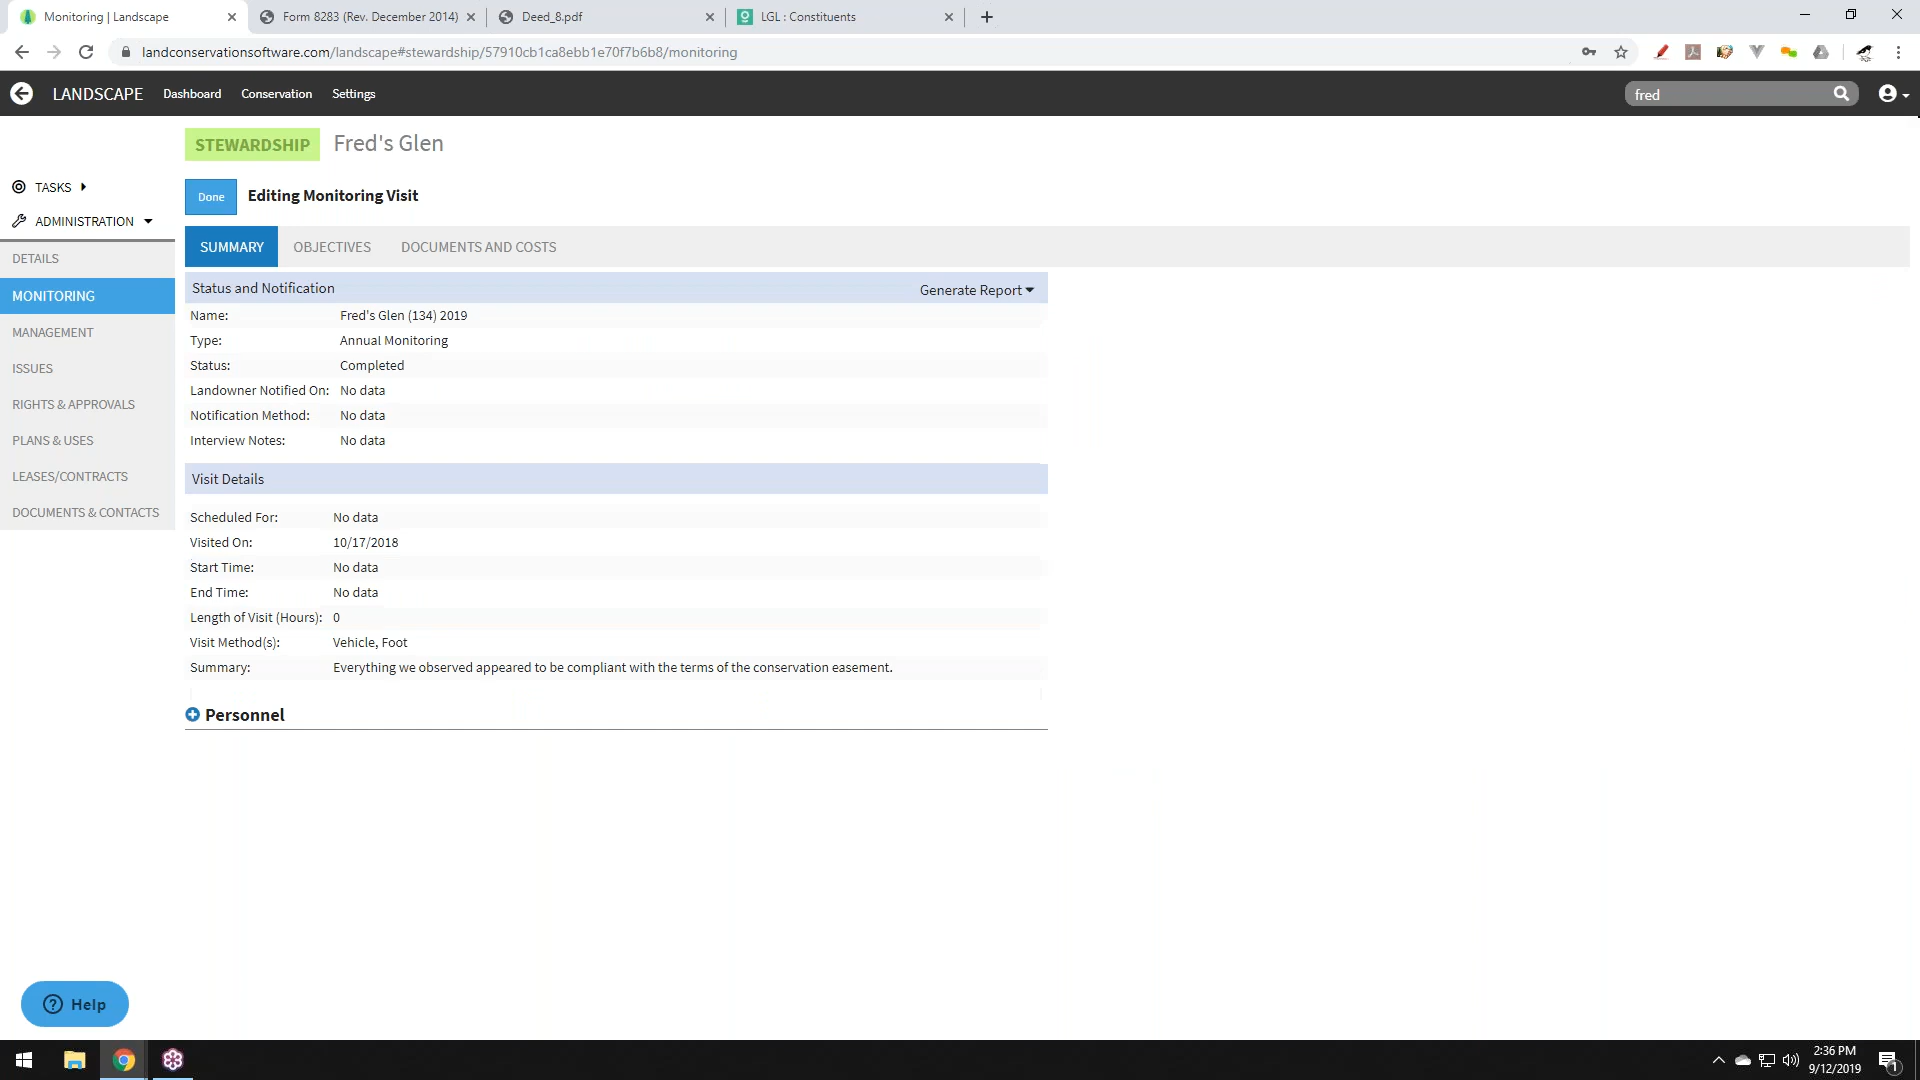 Monitoring | Landscape
Form 8283 (Rev. December 2014)
Deed_8.pdf
LGL : Constituents
landconservationsoftware.com/landscape#stewardship/57910cb1ca8ebb1e70f7b6b8/monitoring
LANDSCAPE Dashboard Conservation Settings
fred
STEWARDSHIP Fred's Glen
TASKS
ADMINISTRATION
DETAILS
MONITORING
MANAGEMENT
ISSUES
RIGHTS & APPROVALS
PLANS & USES
LEASES/CONTRACTS
DOCUMENTS & CONTACTS
Done Editing Monitoring Visit
SUMMARY OBJECTIVES DOCUMENTS AND COSTS
Status and Notification Generate Report
Name: Fred's Glen (134) 2019
Type: Annual Monitoring
Status: Completed
Landowner Notified On: No data
Notification Method: No data
Interview Notes: No data
Visit Details
Scheduled For: No data
Visited On: 10/17/2018
Start Time: No data
End Time: No data
Length of Visit (Hours): 0
Visit Method(s): Vehicle, Foot
Summary: Everything we observed appeared to be compliant with the terms of the conservation easement.
Personnel
? Help
2:36 PM
9/12/2019
1